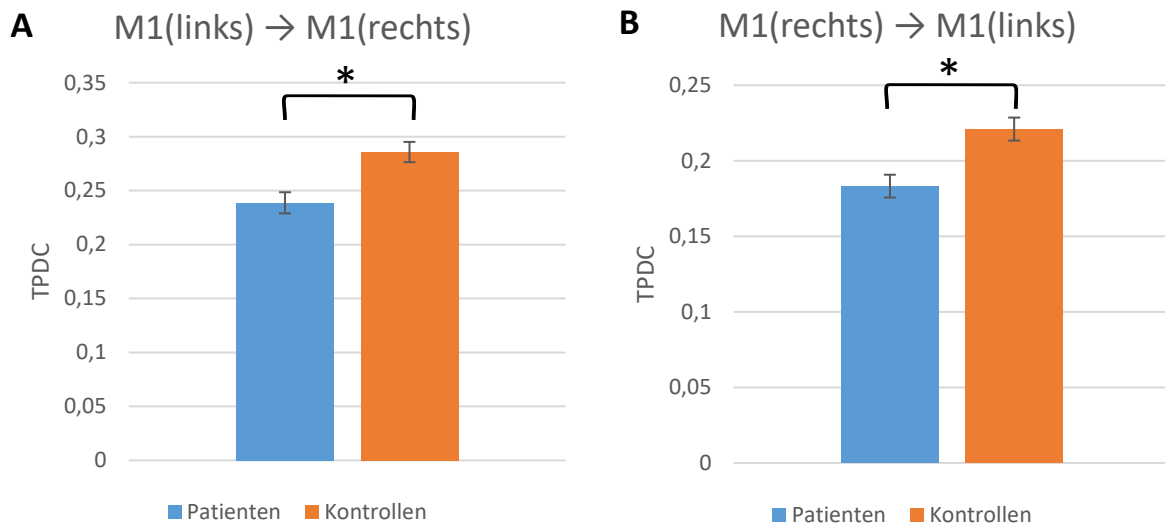 A
M1(links) → M1(rechts)
*
0,35
0,3
0,25
0,2
0,15
0,1
0,05
0
TPDC
Patienten Kontrollen
B
M1(rechts) → M1(links)
*
0,25
0,2
0,15
0,1
0,05
0
TPDC
Patienten Kontrollen